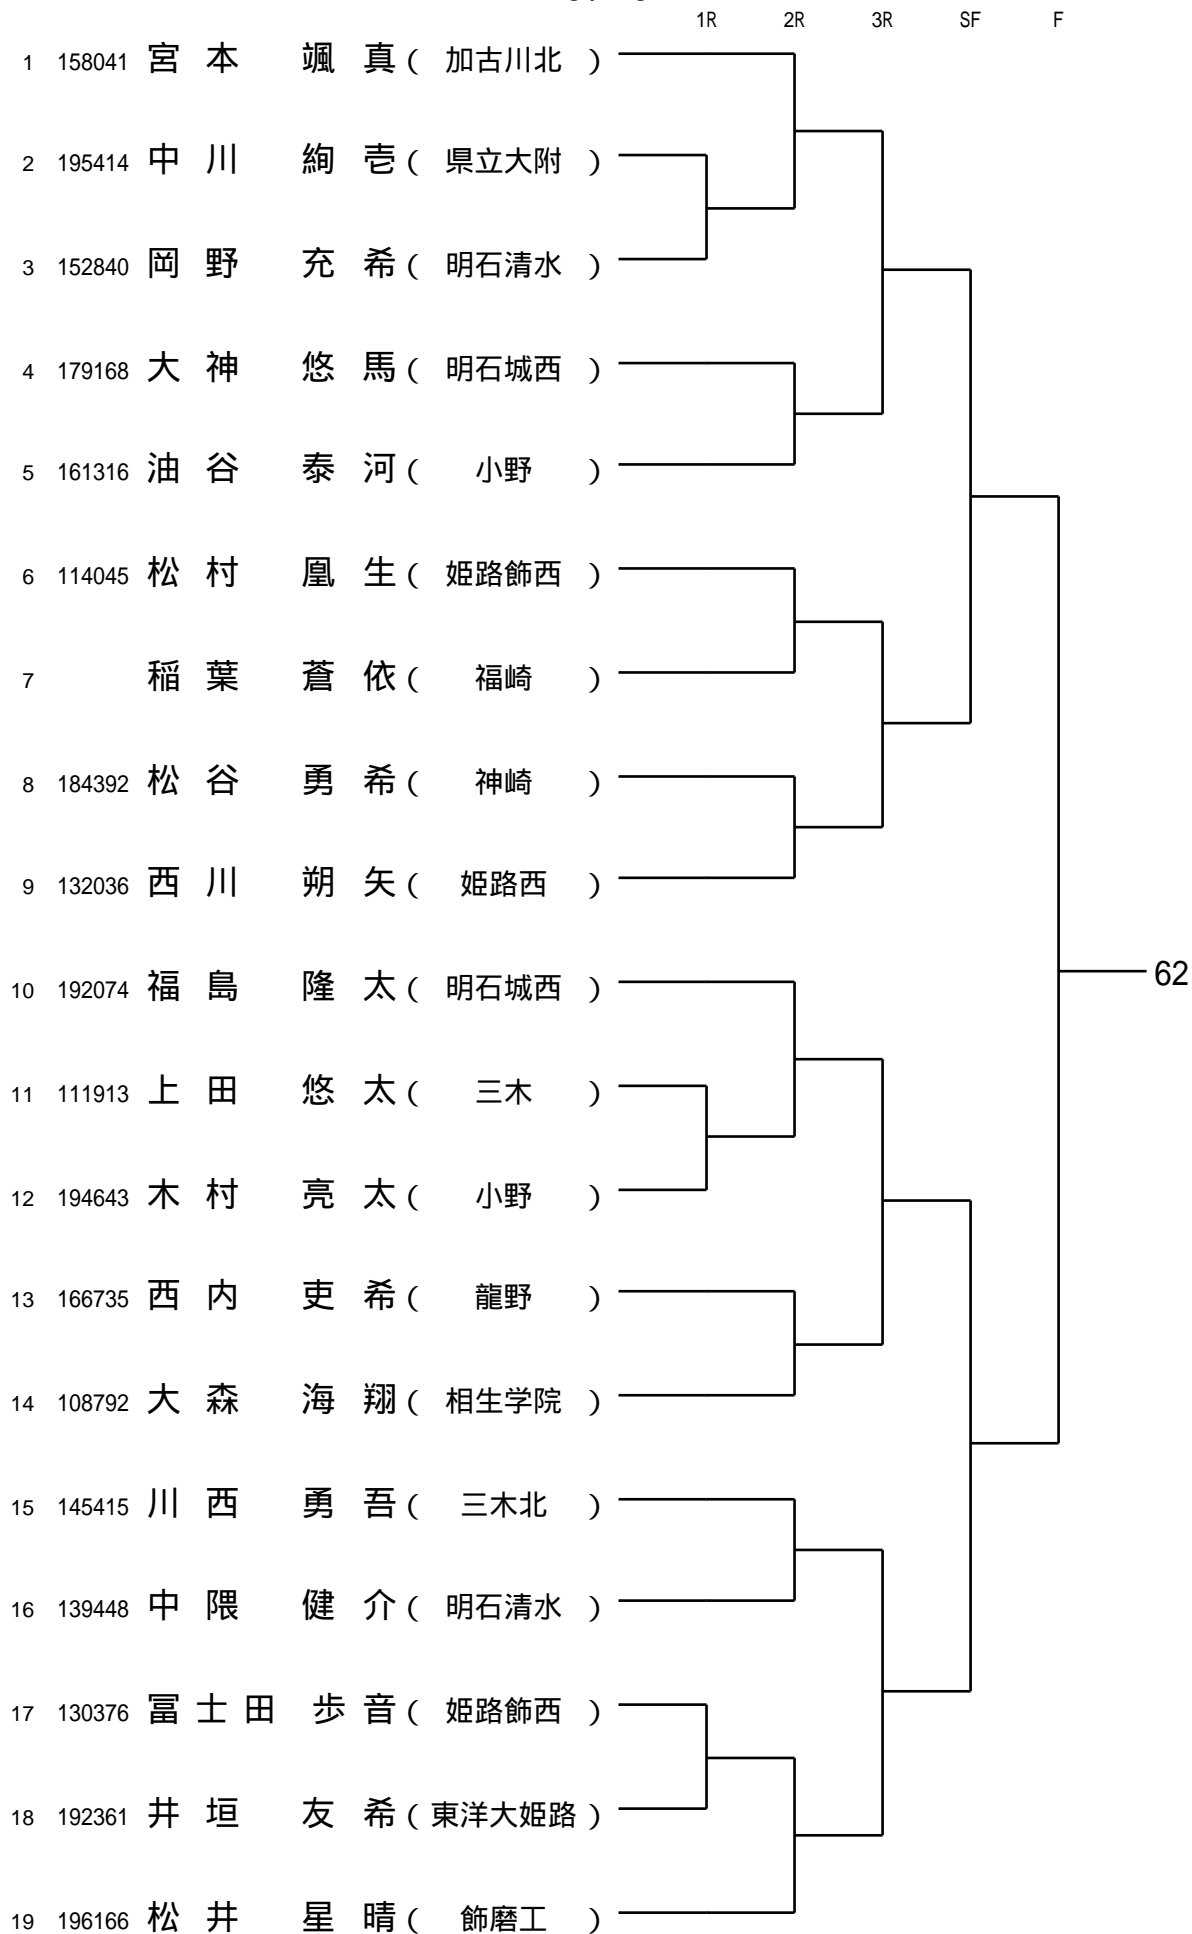 1R 2R 3R SF F
1 158041 宮本 颯真 ( 加古川北 )
2 195414 中川 絢壱 ( 県立大附 )
3 152840 岡野 充希 ( 明石清水 )
4 179168 大神 悠馬 ( 明石城西 )
5 161316 油谷 泰河 ( 小野 )
6 114045 松村 凰生 ( 姫路飾西 )
7 稲葉 蒼依 ( 福崎 )
8 184392 松谷 勇希 ( 神崎 )
9 132036 西川 朔矢 ( 姫路西 )
62
10 192074 福島 隆太 ( 明石城西 )
11 111913 上田 悠太 ( 三木 )
12 194643 木村 亮太 ( 小野 )
13 166735 西内 吏希 ( 龍野 )
14 108792 大森 海翔 ( 相生学院 )
15 145415 川西 勇吾 ( 三木北 )
16 139448 中隈 健介 ( 明石清水 )
17 130376 冨士田 歩音 ( 姫路飾西 )
18 192361 井垣 友希 ( 東洋大姫路 )
19 196166 松井 星晴 ( 飾磨工 )